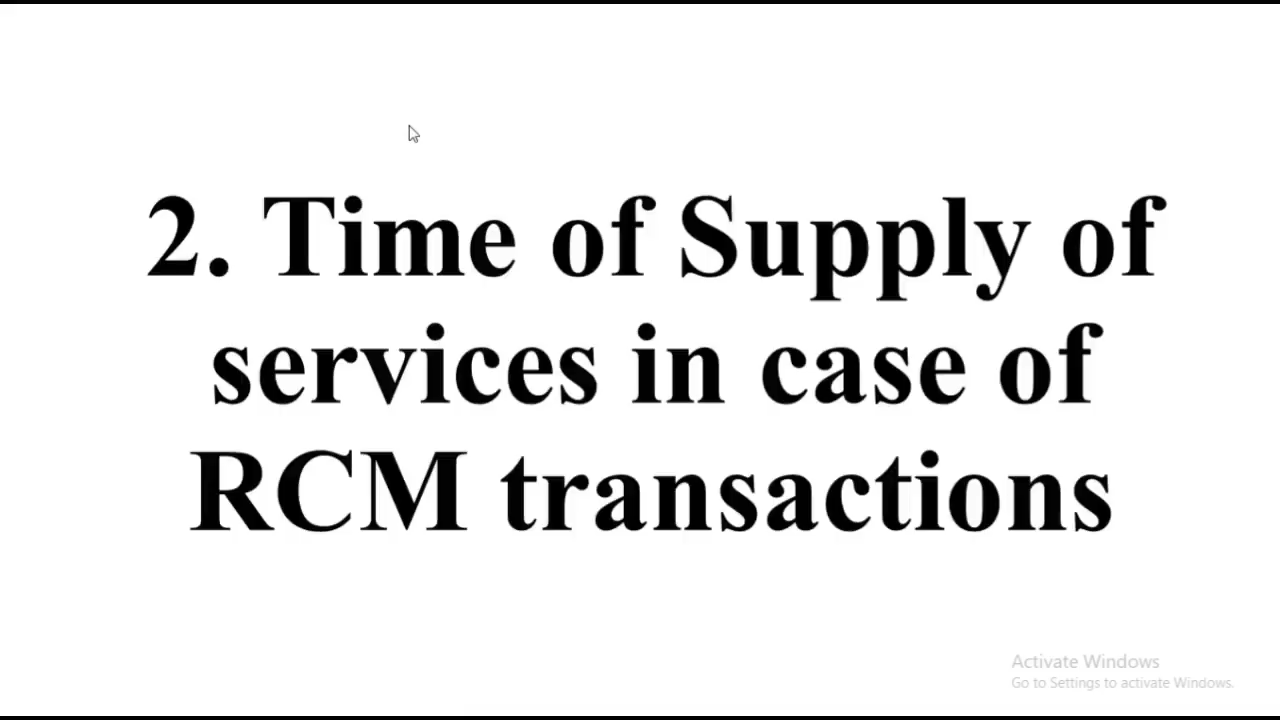 2. Time of Supply of
services in case of
RCM transactions
Activate Windows
Go to Settings to activate Windows.